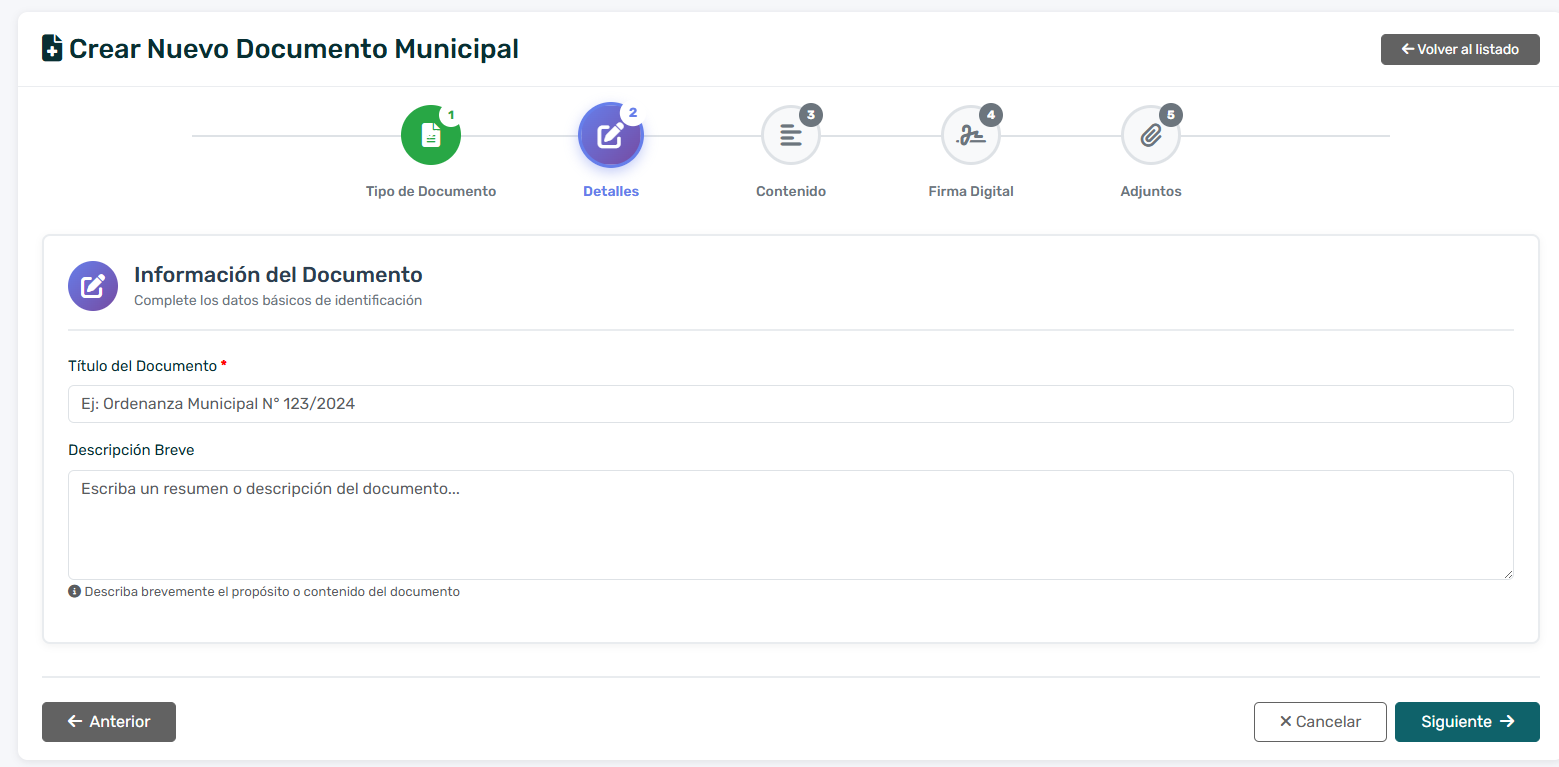 Crear Nuevo Documento Municipal
Volver al listado
1
2
3
4
5
Tipo de Documento
Detalles
Contenido
Firma Digital
Adjuntos
Información del Documento
Complete los datos básicos de identificación
Título del Documento *
Ej: Ordenanza Municipal N° 123/2024
Descripción Breve
Escriba un resumen o descripción del documento...
Describa brevemente el propósito o contenido del documento
Anterior
Cancelar
Siguiente